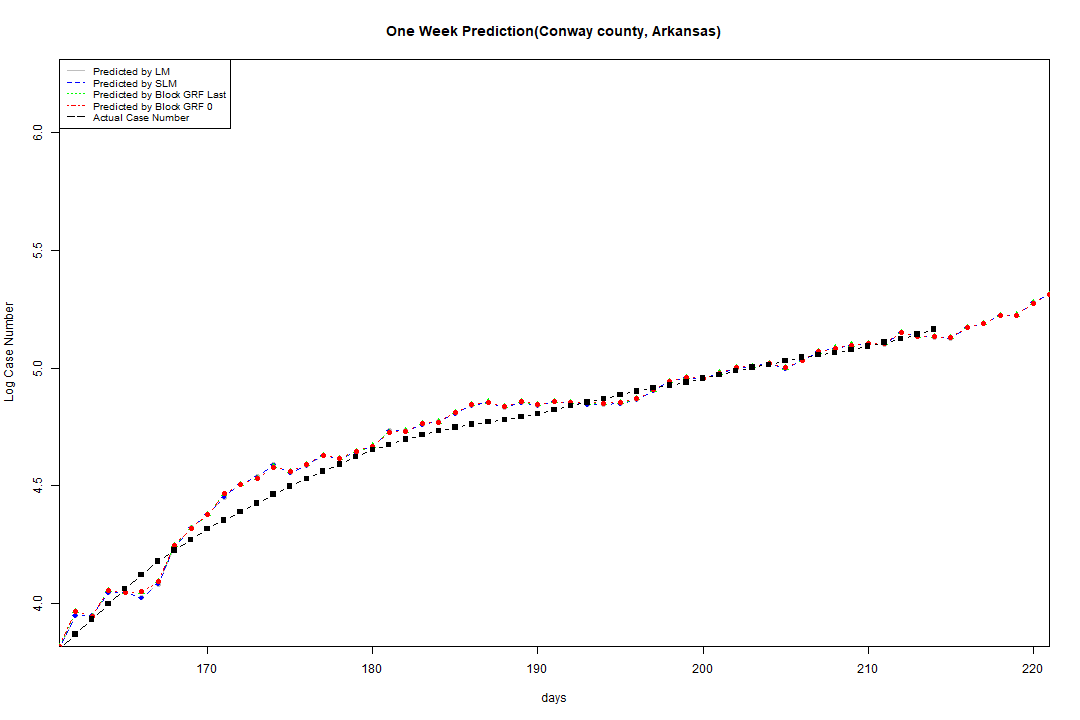 One Week Prediction(Conway county, Arkansas)
Predicted by LM
Predicted by SLM
Predicted by Block GRF Last
Predicted by Block GRF 0
Actual Case Number
6.0
5.5
5.0
4.5
4.0
Log Case Number
170 180 190 200 210 220
days